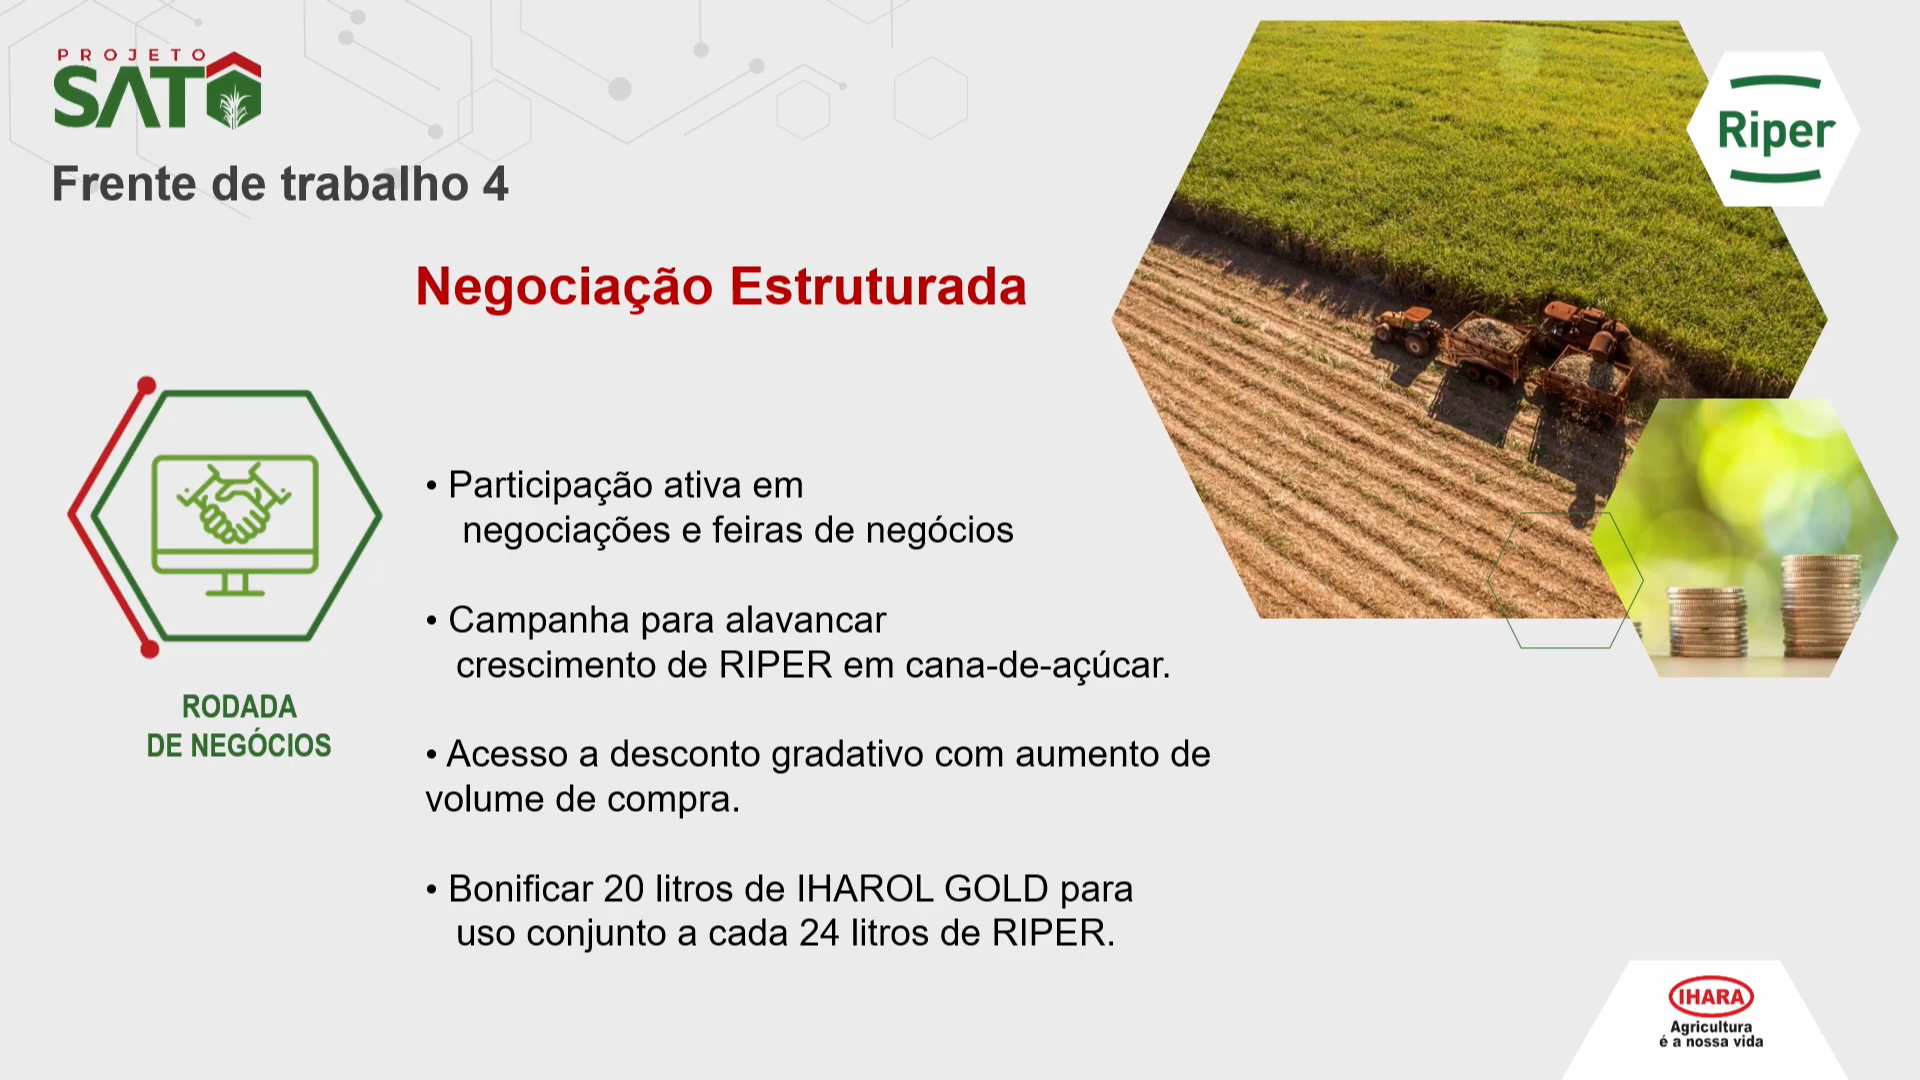 PROJETO
SATO
Frente de trabalho 4
Riper
Negociação Estruturada
RODADA
DE NEGÓCIOS
• Participação ativa em
negociações e feiras de negócios
• Campanha para alavancar
crescimento de RIPER em cana-de-açúcar.
• Acesso a desconto gradativo com aumento de
volume de compra.
• Bonificar 20 litros de IHAROL GOLD para
uso conjunto a cada 24 litros de RIPER.
IHARA
Agricultura
é a nossa vida